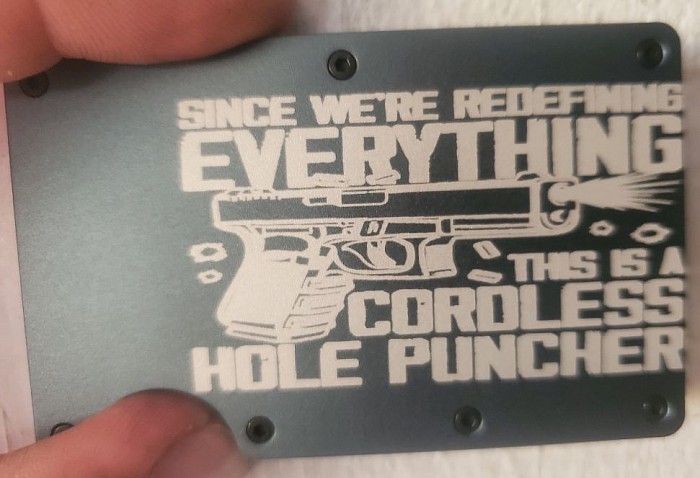 SINCE WE'RE REDEFINING
EVERYTHING
THIS IS A
CORDLESS
HOLE PUNCHER